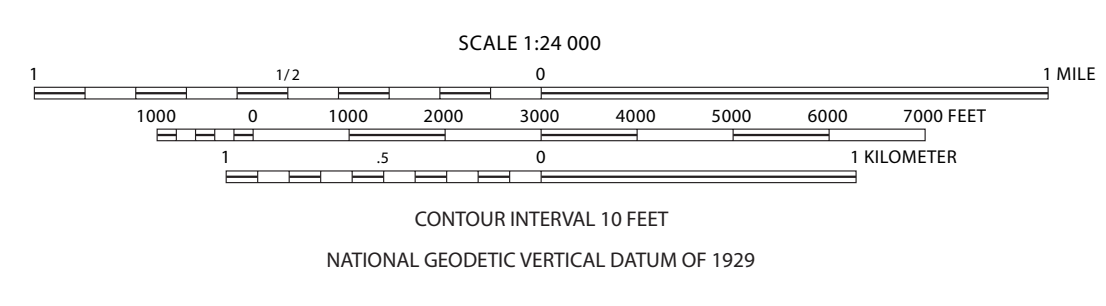 SCALE 1:24 000
1 1/2 0 1 MILE
1000 0 1000 2000 3000 4000 5000 6000 7000 FEET
1 .5 0 1 KILOMETER
CONTOUR INTERVAL 10 FEET
NATIONAL GEODETIC VERTICAL DATUM OF 1929